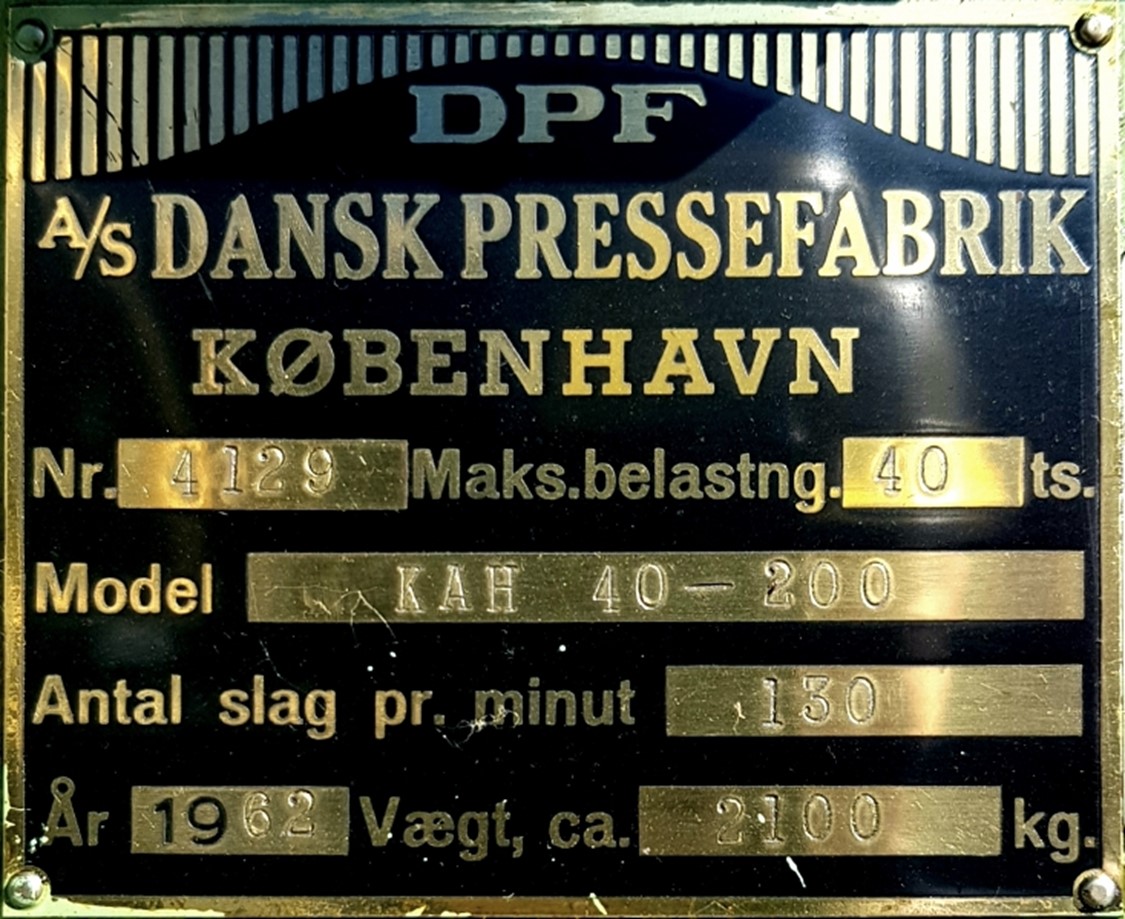 DPF
A/S DANSK PRESSEFABRIK
KØBENHAVN
Nr. 4129 Maks.belastng. 40 ts.
Model KAH 40-200
Antal slag pr. minut 130
År 1962 Vægt, ca. 2100 kg.